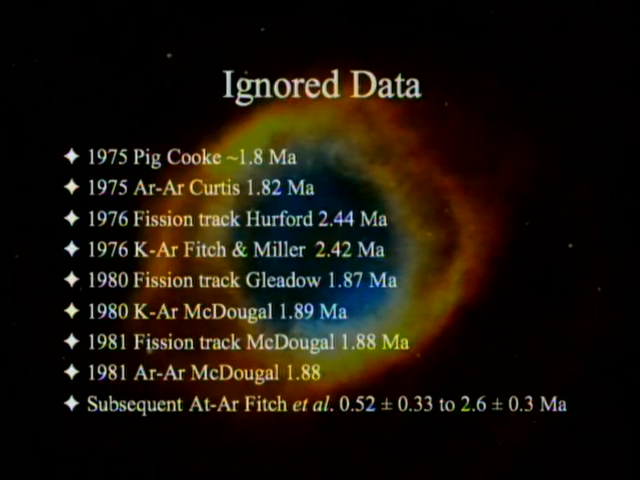 Ignored Data
✦ 1975 Pig Cooke ~1.8 Ma
✦ 1975 Ar-Ar Curtis 1.82 Ma
✦ 1976 Fission track Hurford 2.44 Ma
✦ 1976 K-Ar Fitch & Miller 2.42 Ma
✦ 1980 Fission track Gleadow 1.87 Ma
✦ 1980 K-Ar McDougal 1.89 Ma
✦ 1981 Fission track McDougal 1.88 Ma
✦ 1981 Ar-Ar McDougal 1.88
✦ Subsequent At-Ar Fitch et al. 0.52 ± 0.33 to 2.6 ± 0.3 Ma